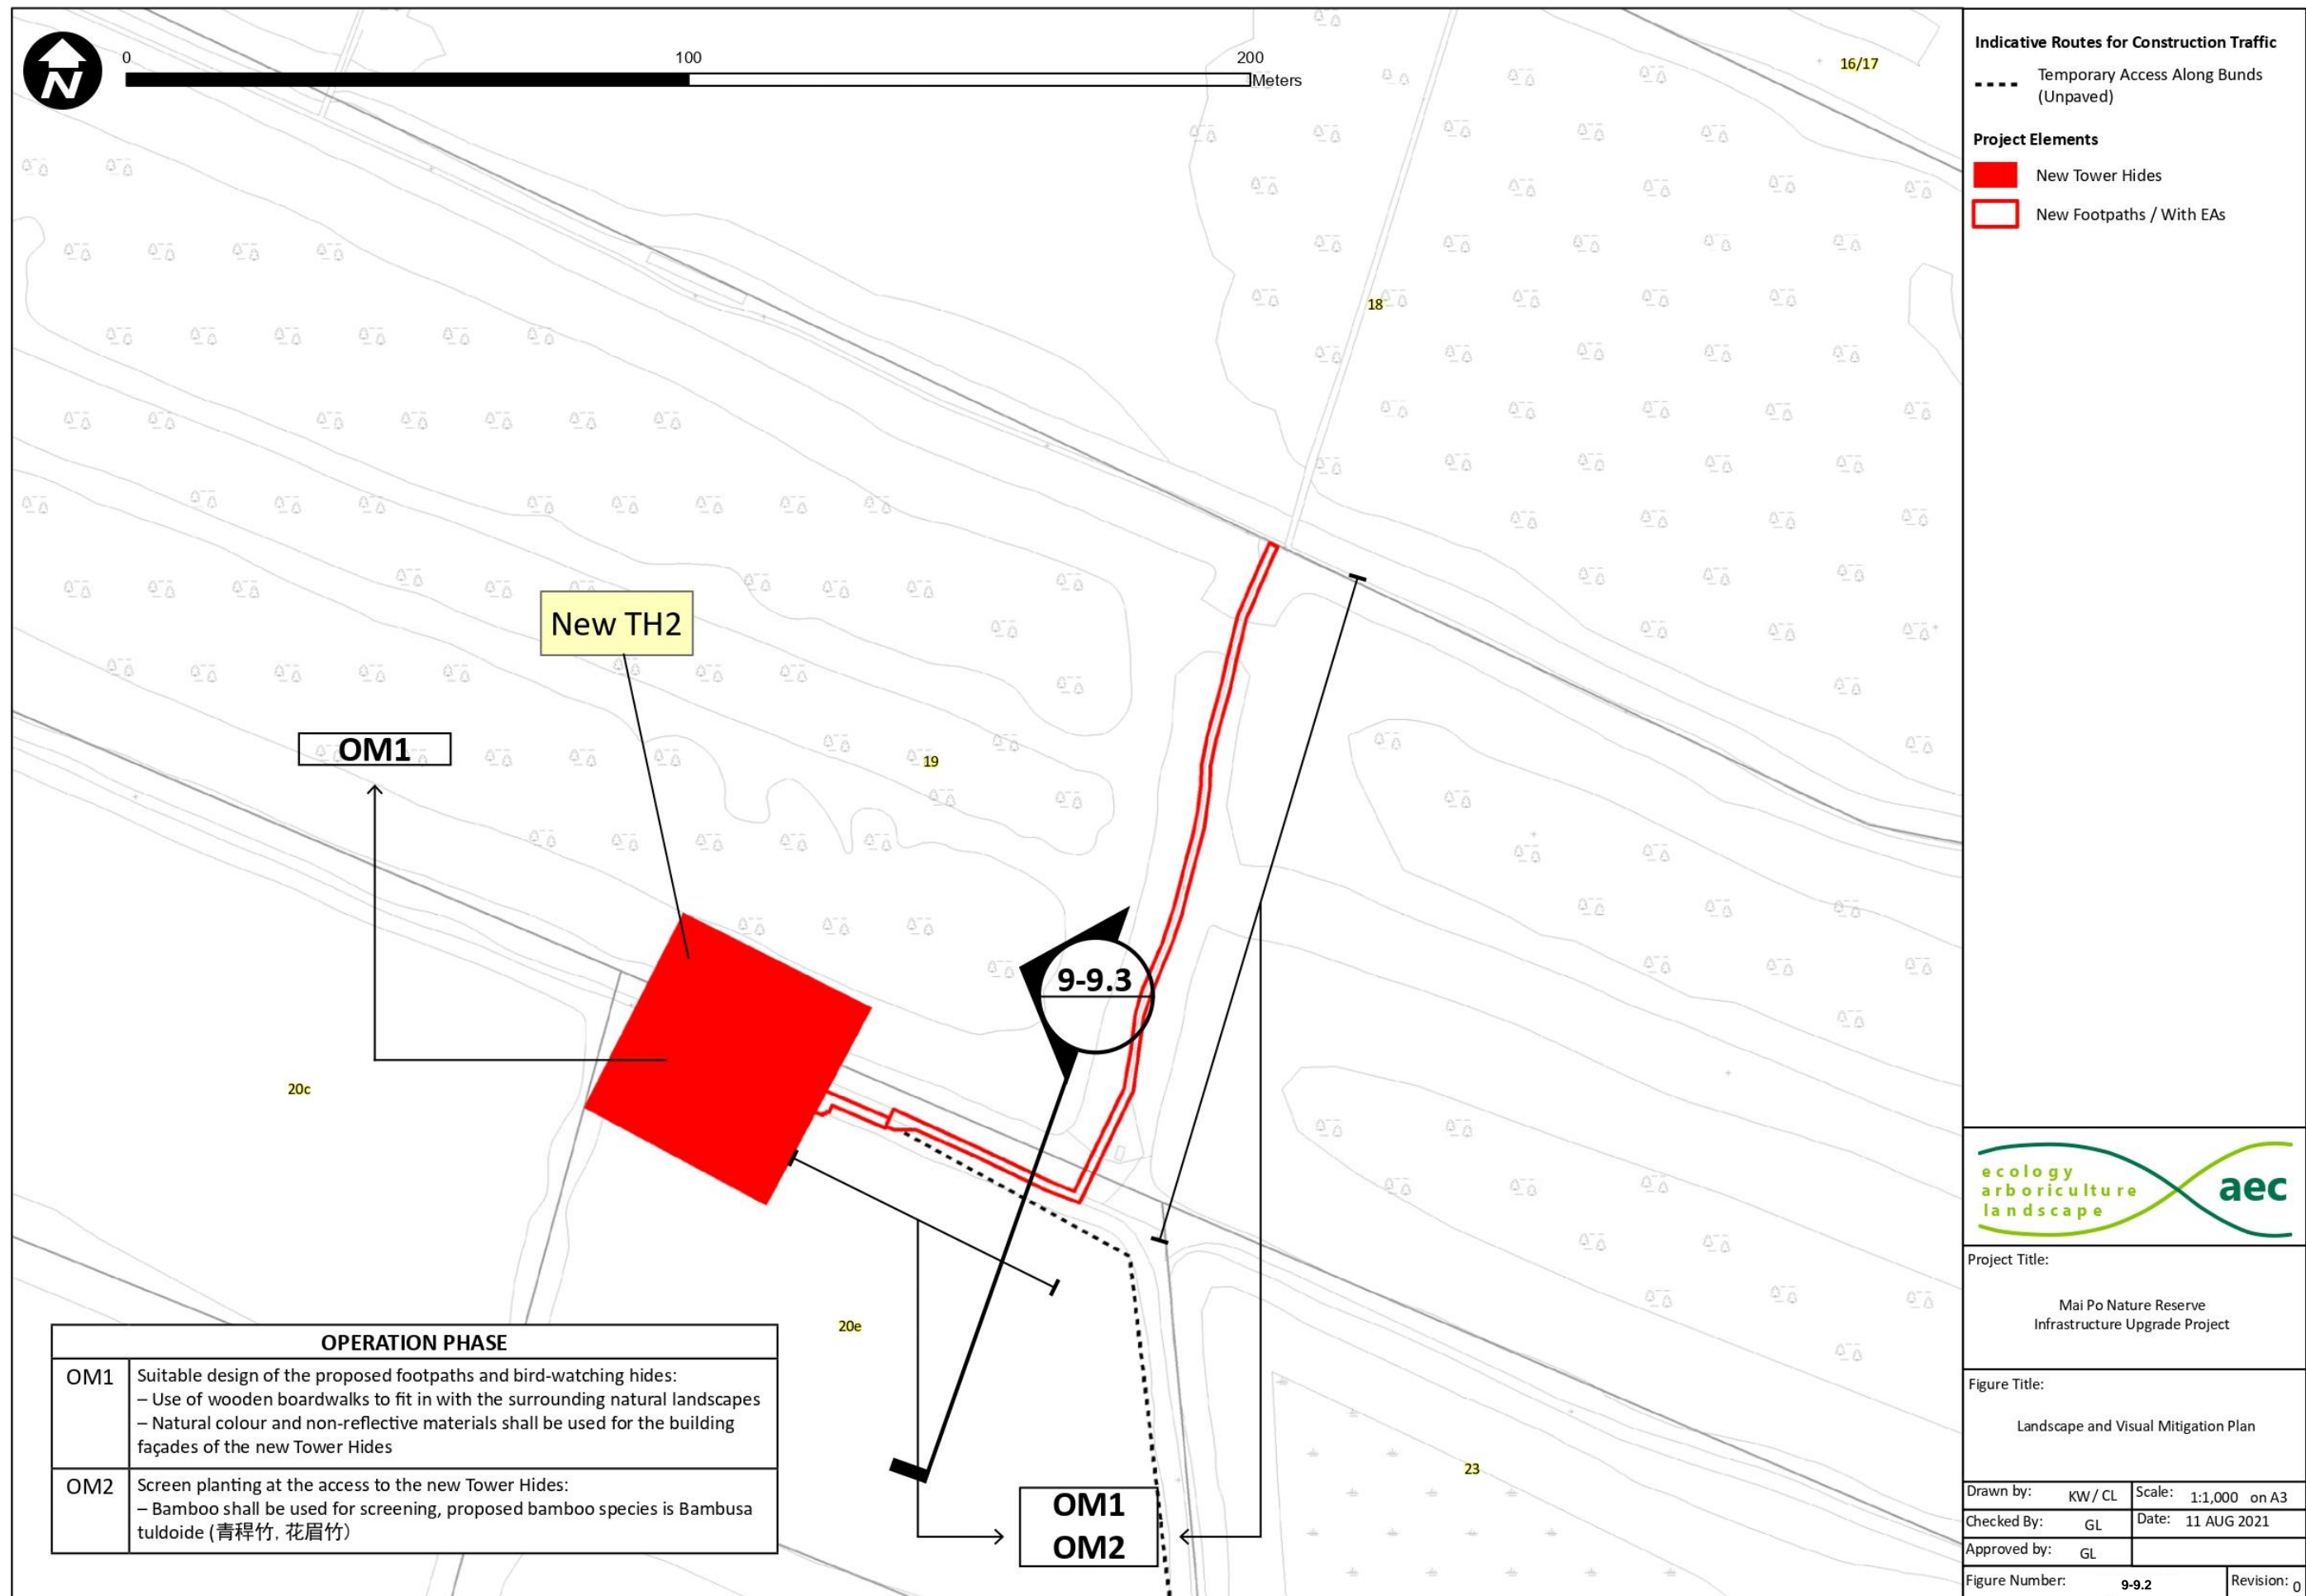 N
0
100
200
Meters
16/17
18
New TH2
OM1
19
9-9.3
20c
20e
23
OM1
OM2
OPERATION PHASE
OM1
Suitable design of the proposed footpaths and bird-watching hides:
– Use of wooden boardwalks to fit in with the surrounding natural landscapes
– Natural colour and non-reflective materials shall be used for the building
façades of the new Tower Hides
OM2
Screen planting at the access to the new Tower Hides:
– Bamboo shall be used for screening, proposed bamboo species is Bambusa
tuldoide (青稈竹, 花眉竹)
Indicative Routes for Construction Traffic
Temporary Access Along Bunds
(Unpaved)
Project Elements
New Tower Hides
New Footpaths / With EAs
ecology
arboriculture
landscape
aec
Project Title:
Mai Po Nature Reserve
Infrastructure Upgrade Project
Figure Title:
Landscape and Visual Mitigation Plan
Drawn by: KW / CL
Scale: 1:1,000 on A3
Checked By: GL
Date: 11 AUG 2021
Approved by: GL
Figure Number: 9-9.2
Revision: 0